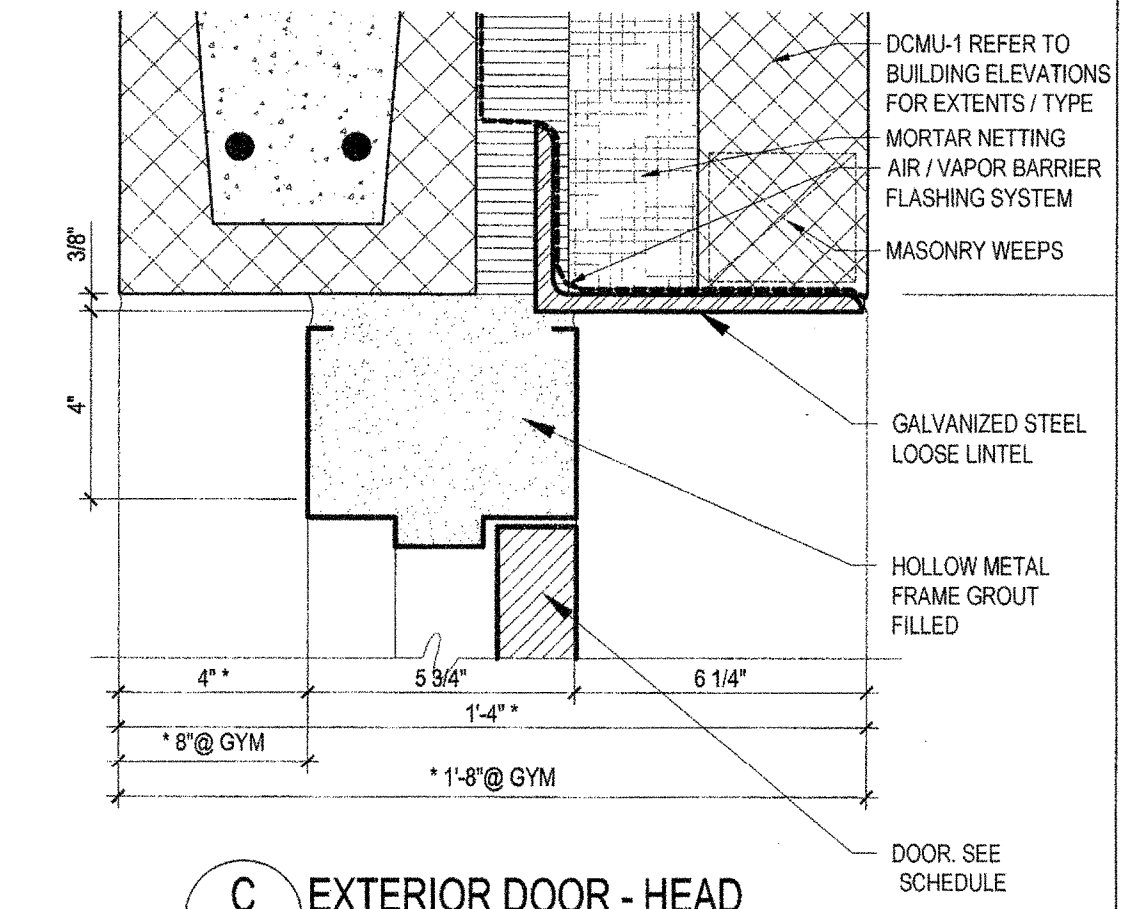 DCMU-1 REFER TO
BUILDING ELEVATIONS
FOR EXTENTS / TYPE
MORTAR NETTING
AIR / VAPOR BARRIER
FLASHING SYSTEM
MASONRY WEEPS
3/8"
4"
GALVANIZED STEEL
LOOSE LINTEL
HOLLOW METAL
FRAME GROUT
FILLED
4" *
5 3/4"
6 1/4"
1'-4" *
* 8"@ GYM
* 1'-8"@ GYM
DOOR. SEE
SCHEDULE
C
EXTERIOR DOOR - HEAD